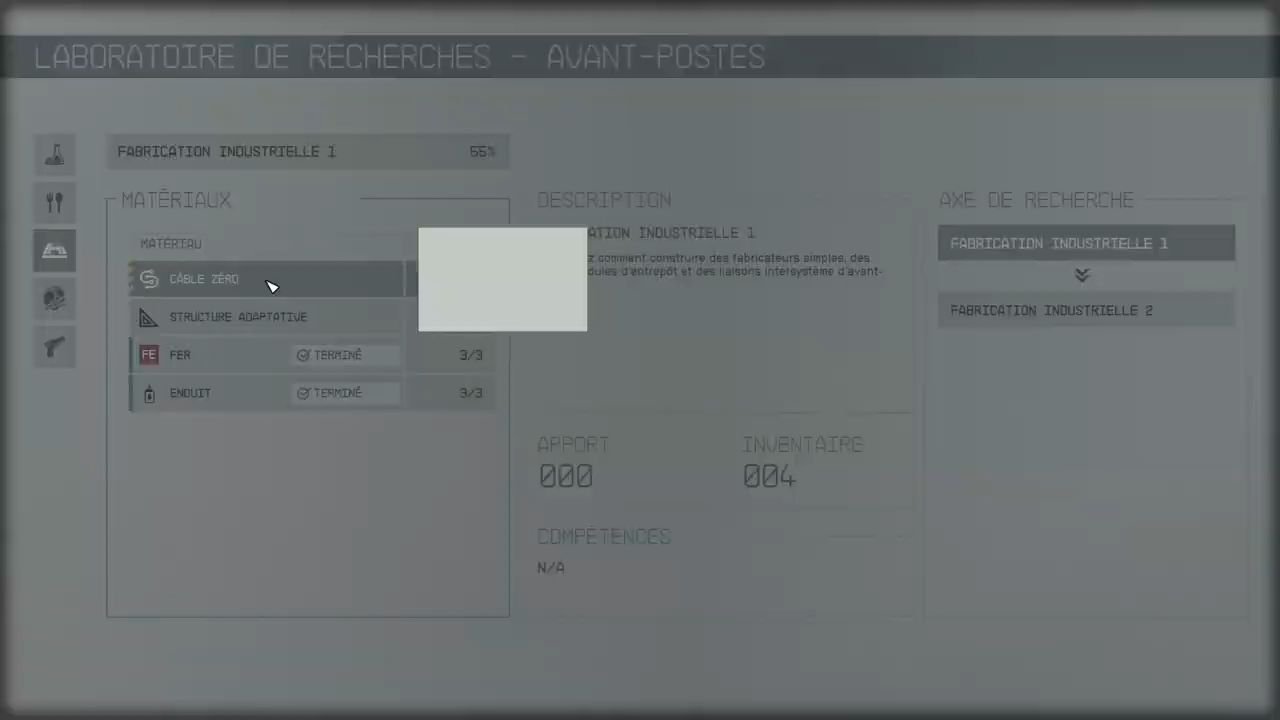 LABORATOIRE DE RECHERCHES - AVANT-POSTES
FABRICATION INDUSTRIELLE 1 55%
MATÉRIAUX
MATÉRIAU
CÂBLE ZÉRO
STRUCTURE ADAPTATIVE
FE FER TERMINÉ 3/3
ENDUIT TERMINÉ 3/3
DESCRIPTION
INDUSTRIELLE 1
comment construire des fabricateurs simples, des
d'entrepôt et des liaisons intersystème d'avant-
APPORT
000
INVENTAIRE
004
COMPÉTENCES
N/A
AXE DE RECHERCHE
FABRICATION INDUSTRIELLE 1
FABRICATION INDUSTRIELLE 2